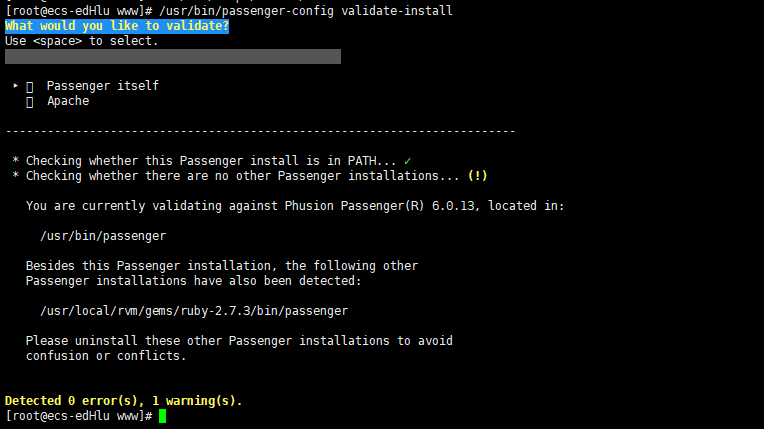 [root@ecs-edHlu www]# /usr/bin/passenger-config validate-install
What would you like to validate?
Use <space> to select.
‣ Passenger itself
Apache
-------------------------------------------------------------------------
* Checking whether this Passenger install is in PATH... ✓
* Checking whether there are no other Passenger installations... (!)
You are currently validating against Phusion Passenger(R) 6.0.13, located in:
/usr/bin/passenger
Besides this Passenger installation, the following other
Passenger installations have also been detected:
/usr/local/rvm/gems/ruby-2.7.3/bin/passenger
Please uninstall these other Passenger installations to avoid
confusion or conflicts.
Detected 0 error(s), 1 warning(s).
[root@ecs-edHlu www]#